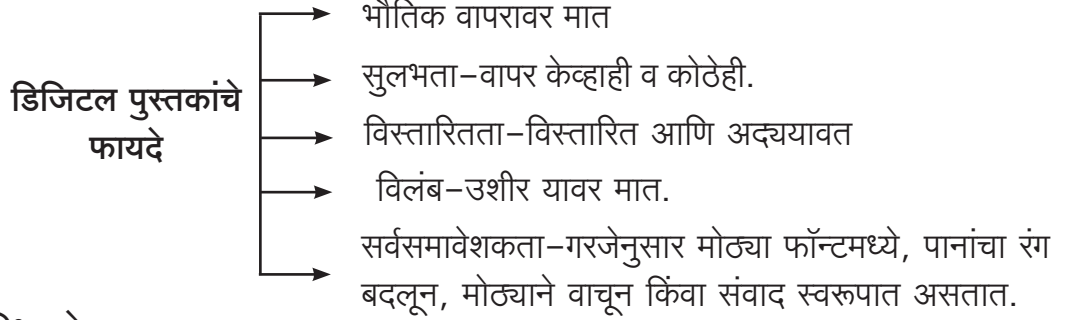 भौतिक वापरावर मात
सुलभता–वापर केव्हाही व कोठेही.
डिजिटल पुस्तकांचे
फायदे
विस्तारितता–विस्तारित आणि अद्ययावत
विलंब–उशीर यावर मात.
सर्वसमावेशकता–गरजेनुसार मोठ्या फॉन्टमध्ये, पानांचा रंग
बदलून, मोठ्याने वाचून किंवा संवाद स्वरूपात असतात.